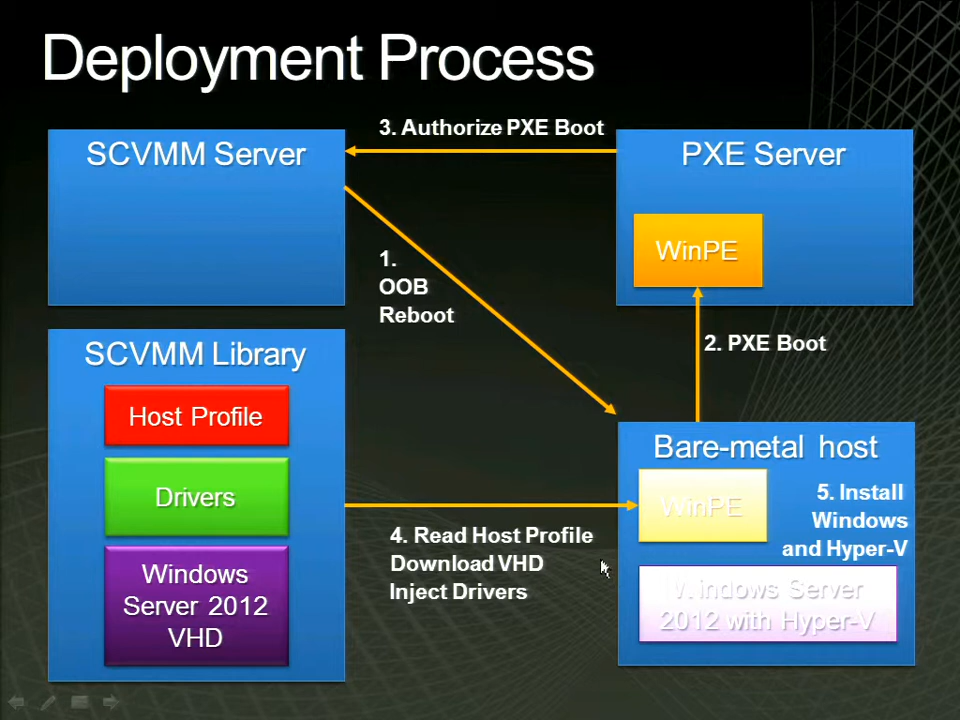 Deployment Process
3. Authorize PXE Boot
SCVMM Server
PXE Server
WinPE
1.
OOB
Reboot
2. PXE Boot
SCVMM Library
Host Profile
Drivers
Windows
Server 2012
VHD
4. Read Host Profile
Download VHD
Inject Drivers
Bare-metal host
WinPE
5. Install
Windows
and Hyper-V
Windows Server
2012 with Hyper-V